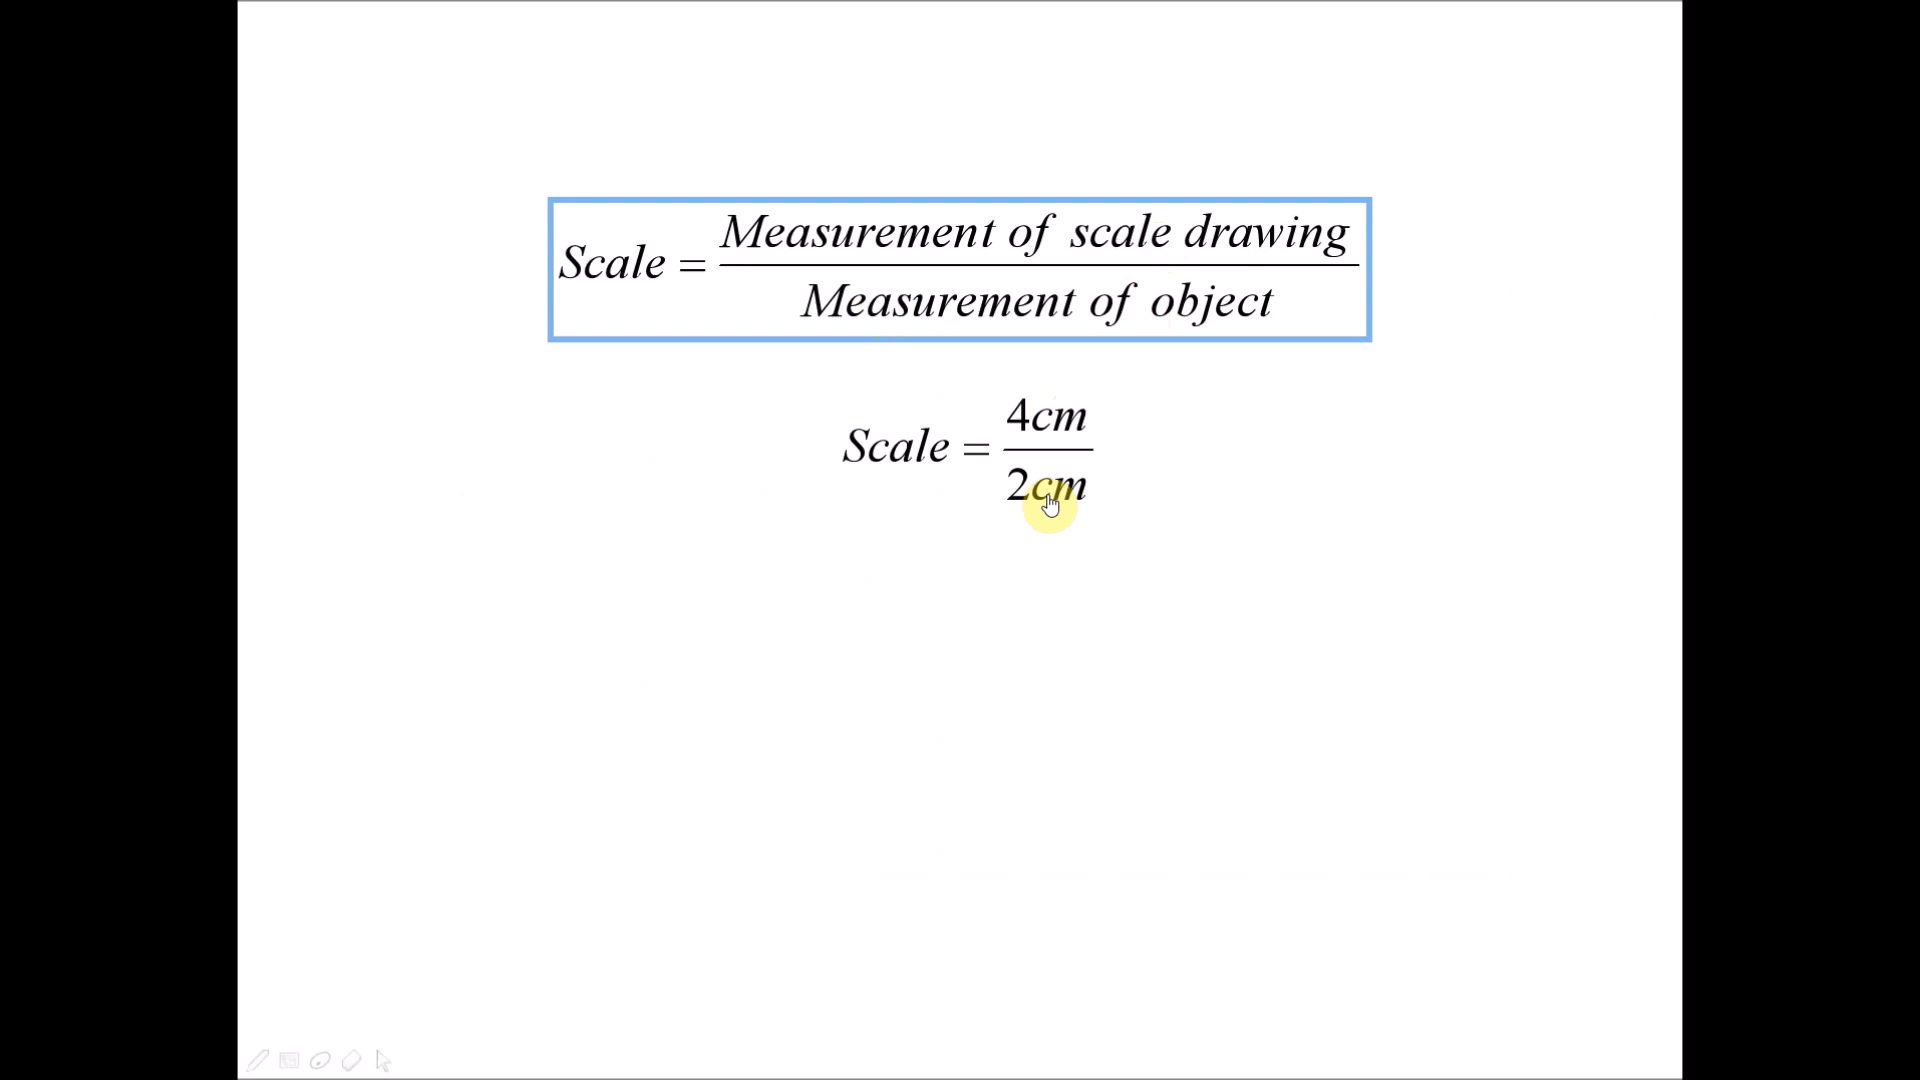 Scale = Measurement of scale drawing / Measurement of object
Scale = 4cm / 2cm